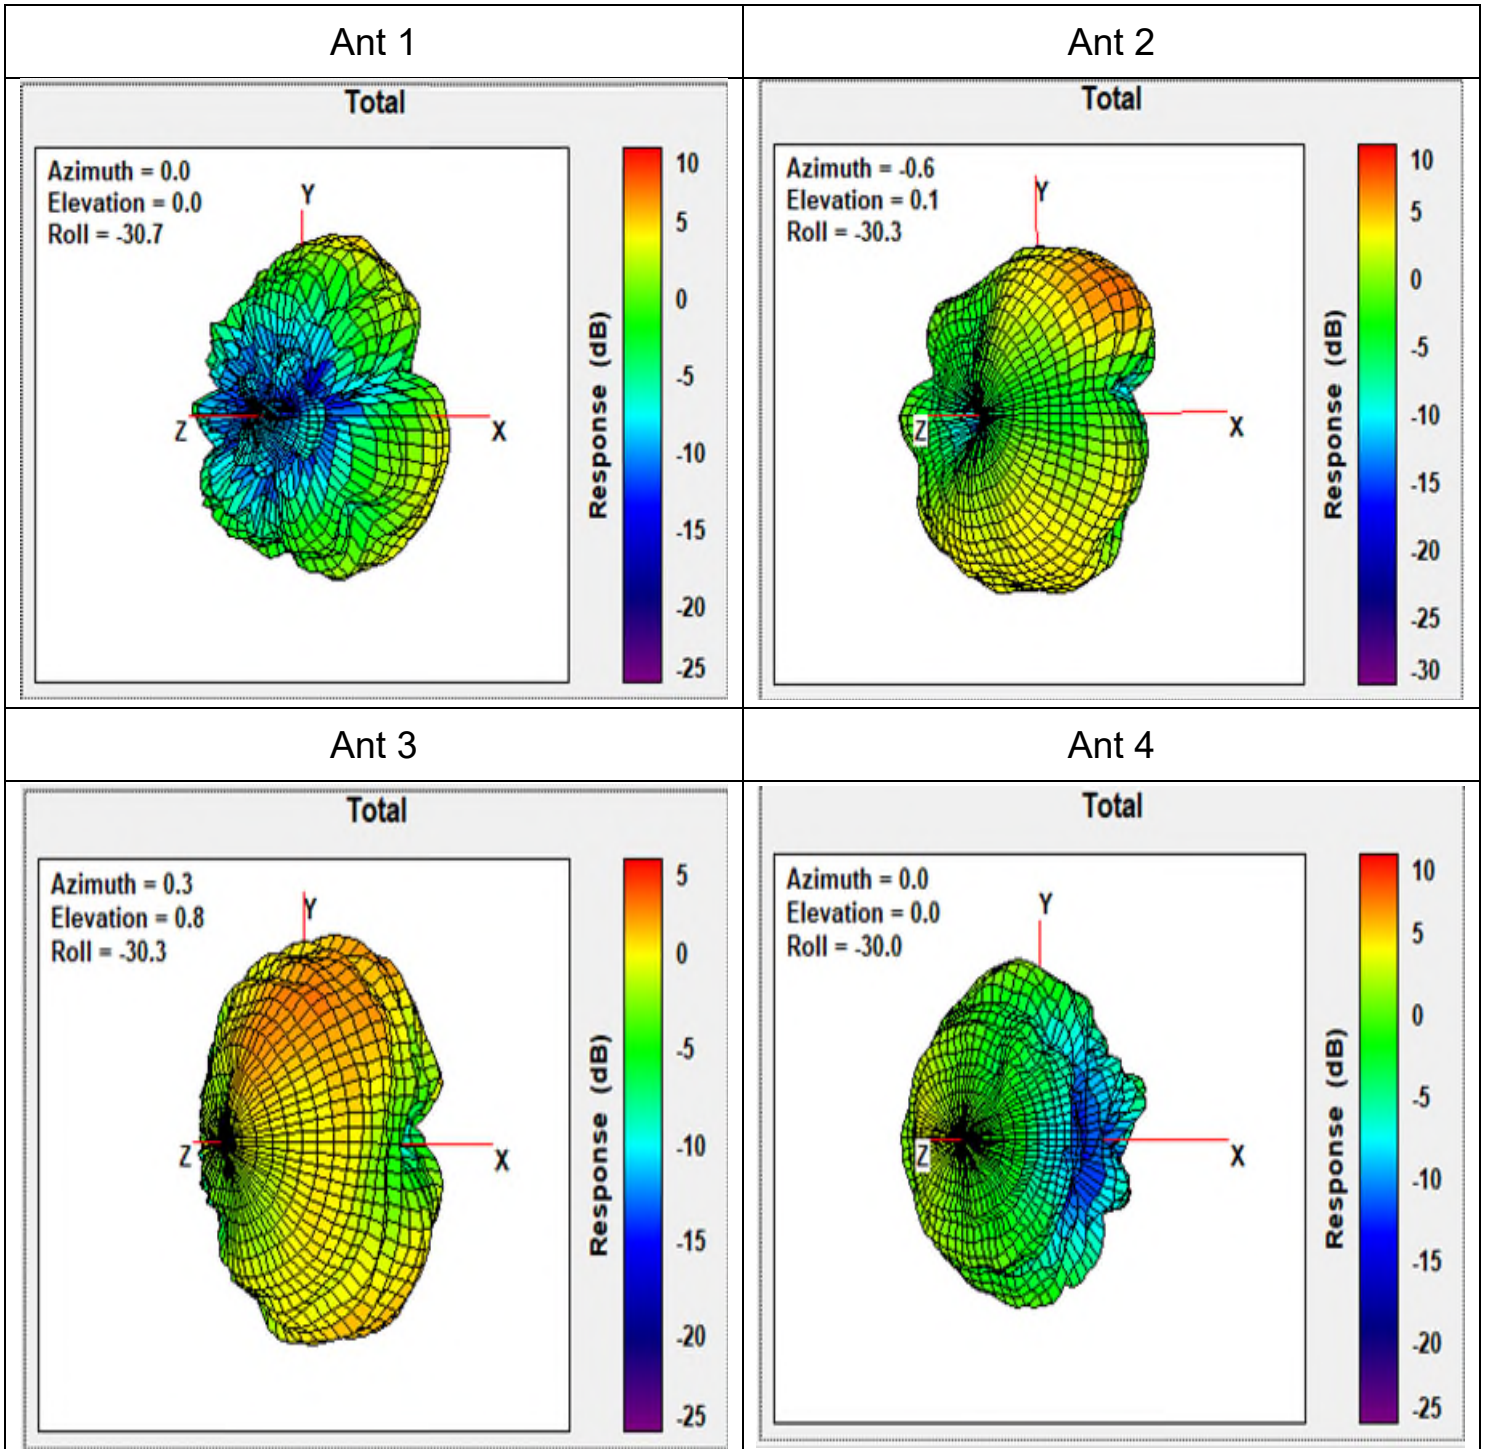 Ant 1
Ant 2
Total
Azimuth = 0.0
Elevation = 0.0
Roll = -30.7
Y
Z
X
Response (dB)
10
5
0
-5
-10
-15
-20
-25
Total
Azimuth = -0.6
Elevation = 0.1
Roll = -30.3
Y
Z
X
Response (dB)
10
5
0
-5
-10
-15
-20
-25
-30
Ant 3
Ant 4
Total
Azimuth = 0.3
Elevation = 0.8
Roll = -30.3
Y
Z
X
Response (dB)
5
0
-5
-10
-15
-20
-25
Total
Azimuth = 0.0
Elevation = 0.0
Roll = -30.0
Y
Z
X
Response (dB)
10
5
0
-5
-10
-15
-20
-25